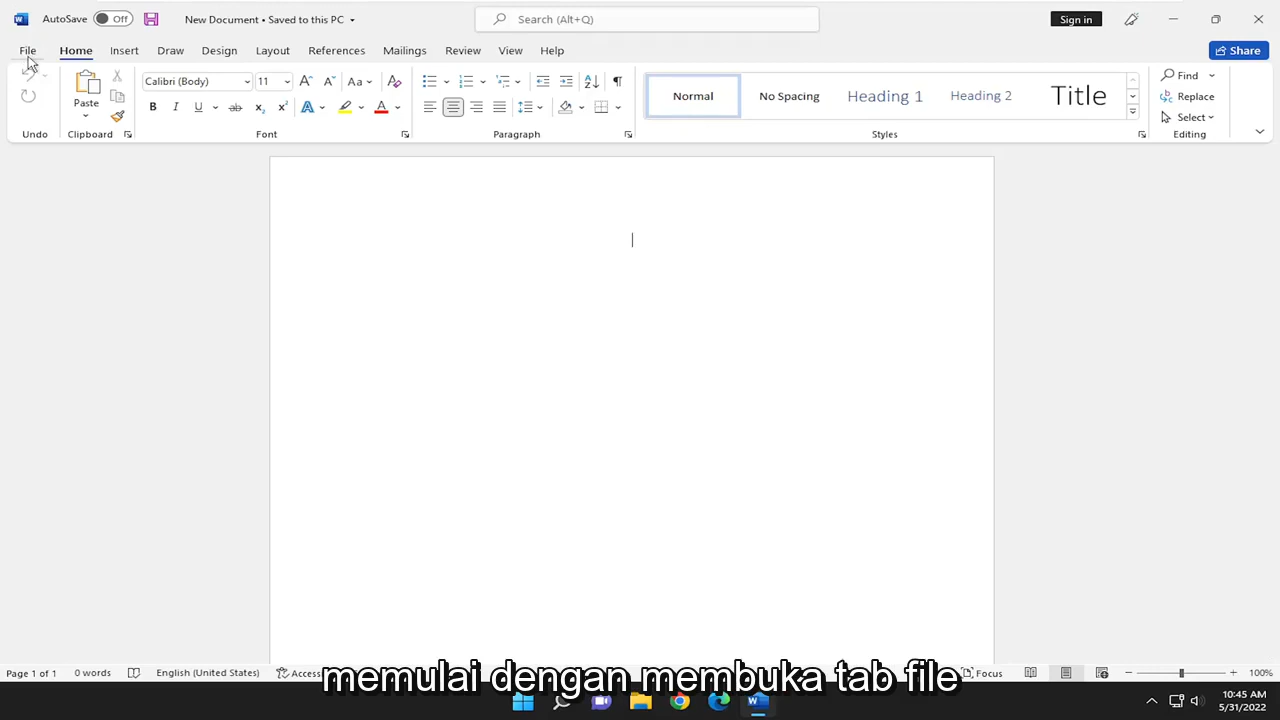 AutoSave Off New Document • Saved to this PC Search (Alt+Q) Sign in
File Home Insert Draw Design Layout References Mailings Review View Help Share
Paste Calibri (Body) 11 Aa Normal No Spacing Heading 1 Heading 2 Title Find
Replace
Select
Undo Clipboard Font Paragraph Styles Editing
Page 1 of 1 0 words English (United States) Access Focus 100%
memulai dengan membuka tab file
10:45 AM
5/31/2022